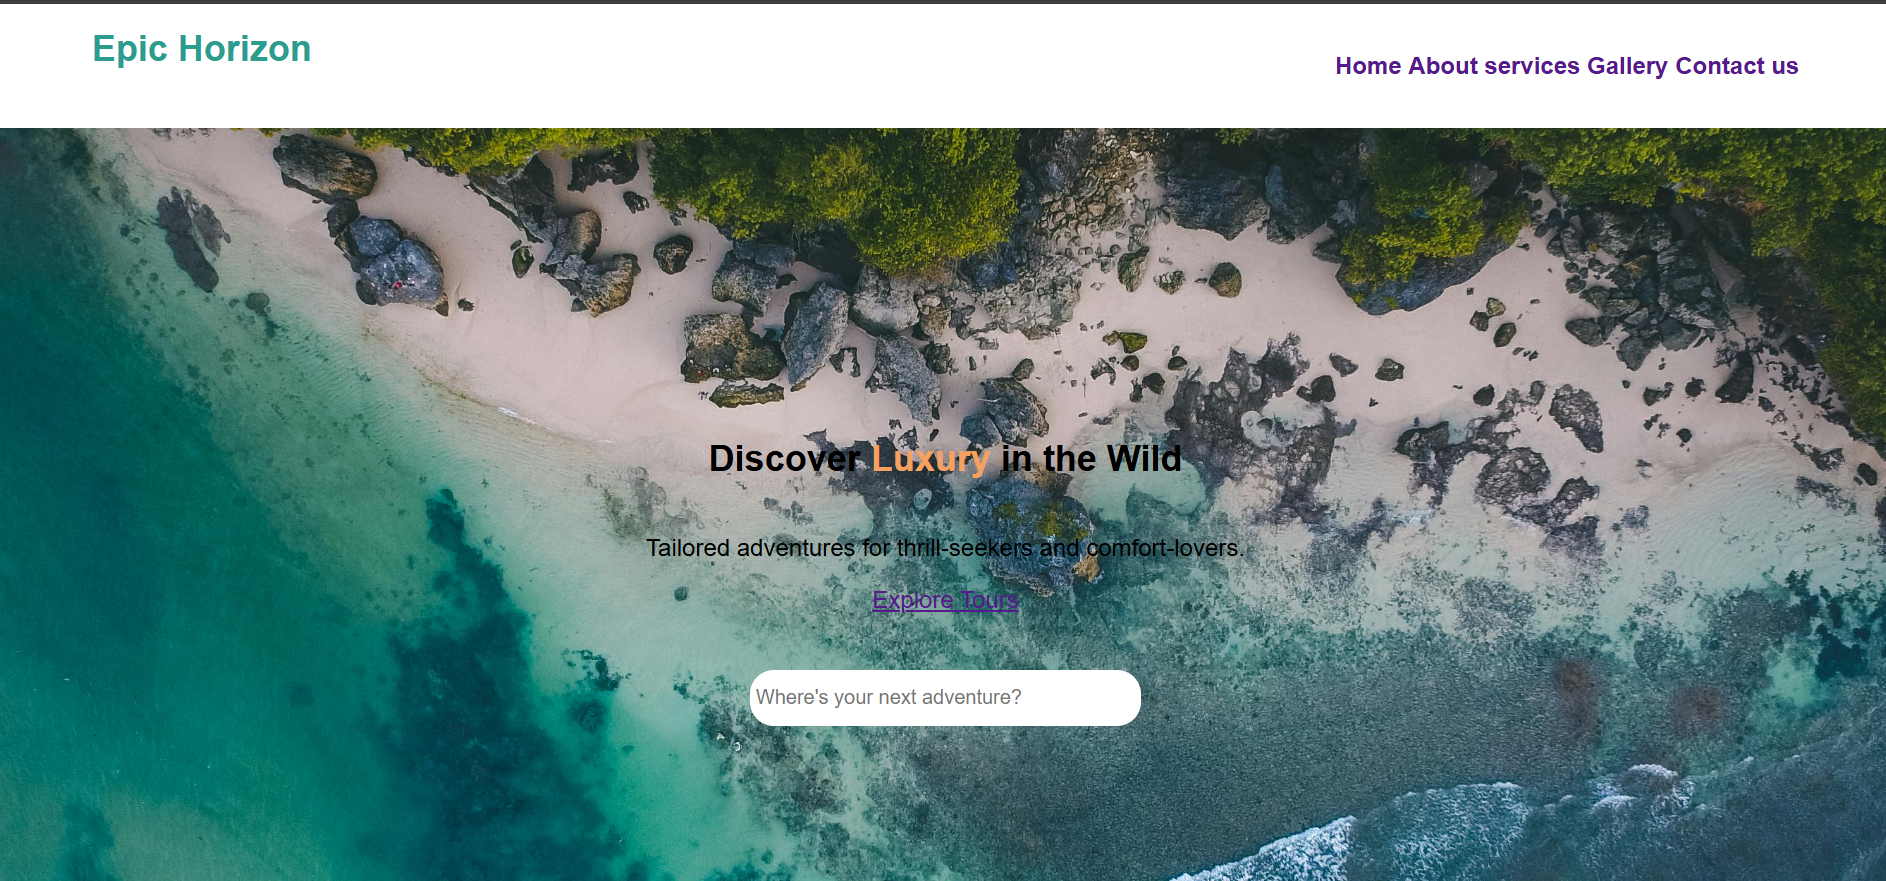 Epic Horizon
Home About services Gallery Contact us
Discover Luxury in the Wild
Tailored adventures for thrill-seekers and comfort-lovers.
Explore Tours
Where's your next adventure?